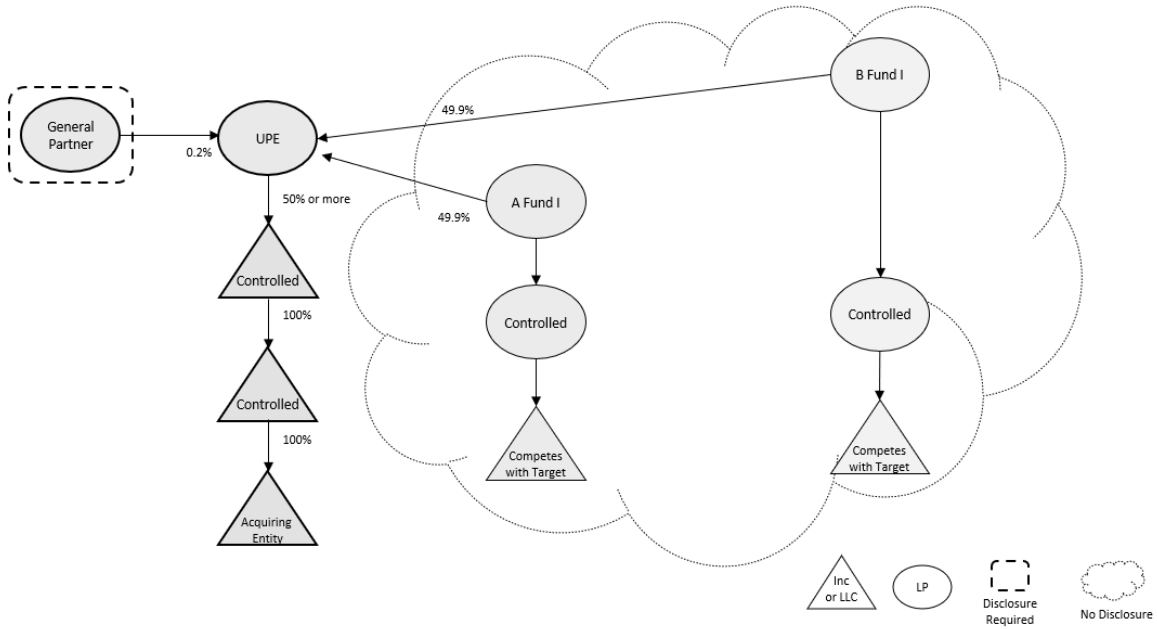 B Fund I
General
Partner
49.9%
UPE
0.2%
50% or more
49.9%
A Fund I
Controlled
100%
Controlled
Controlled
Controlled
100%
Competes
with Target
Competes
with Target
Acquiring
Entity
Inc
or LLC
LP
Disclosure
Required
No Disclosure